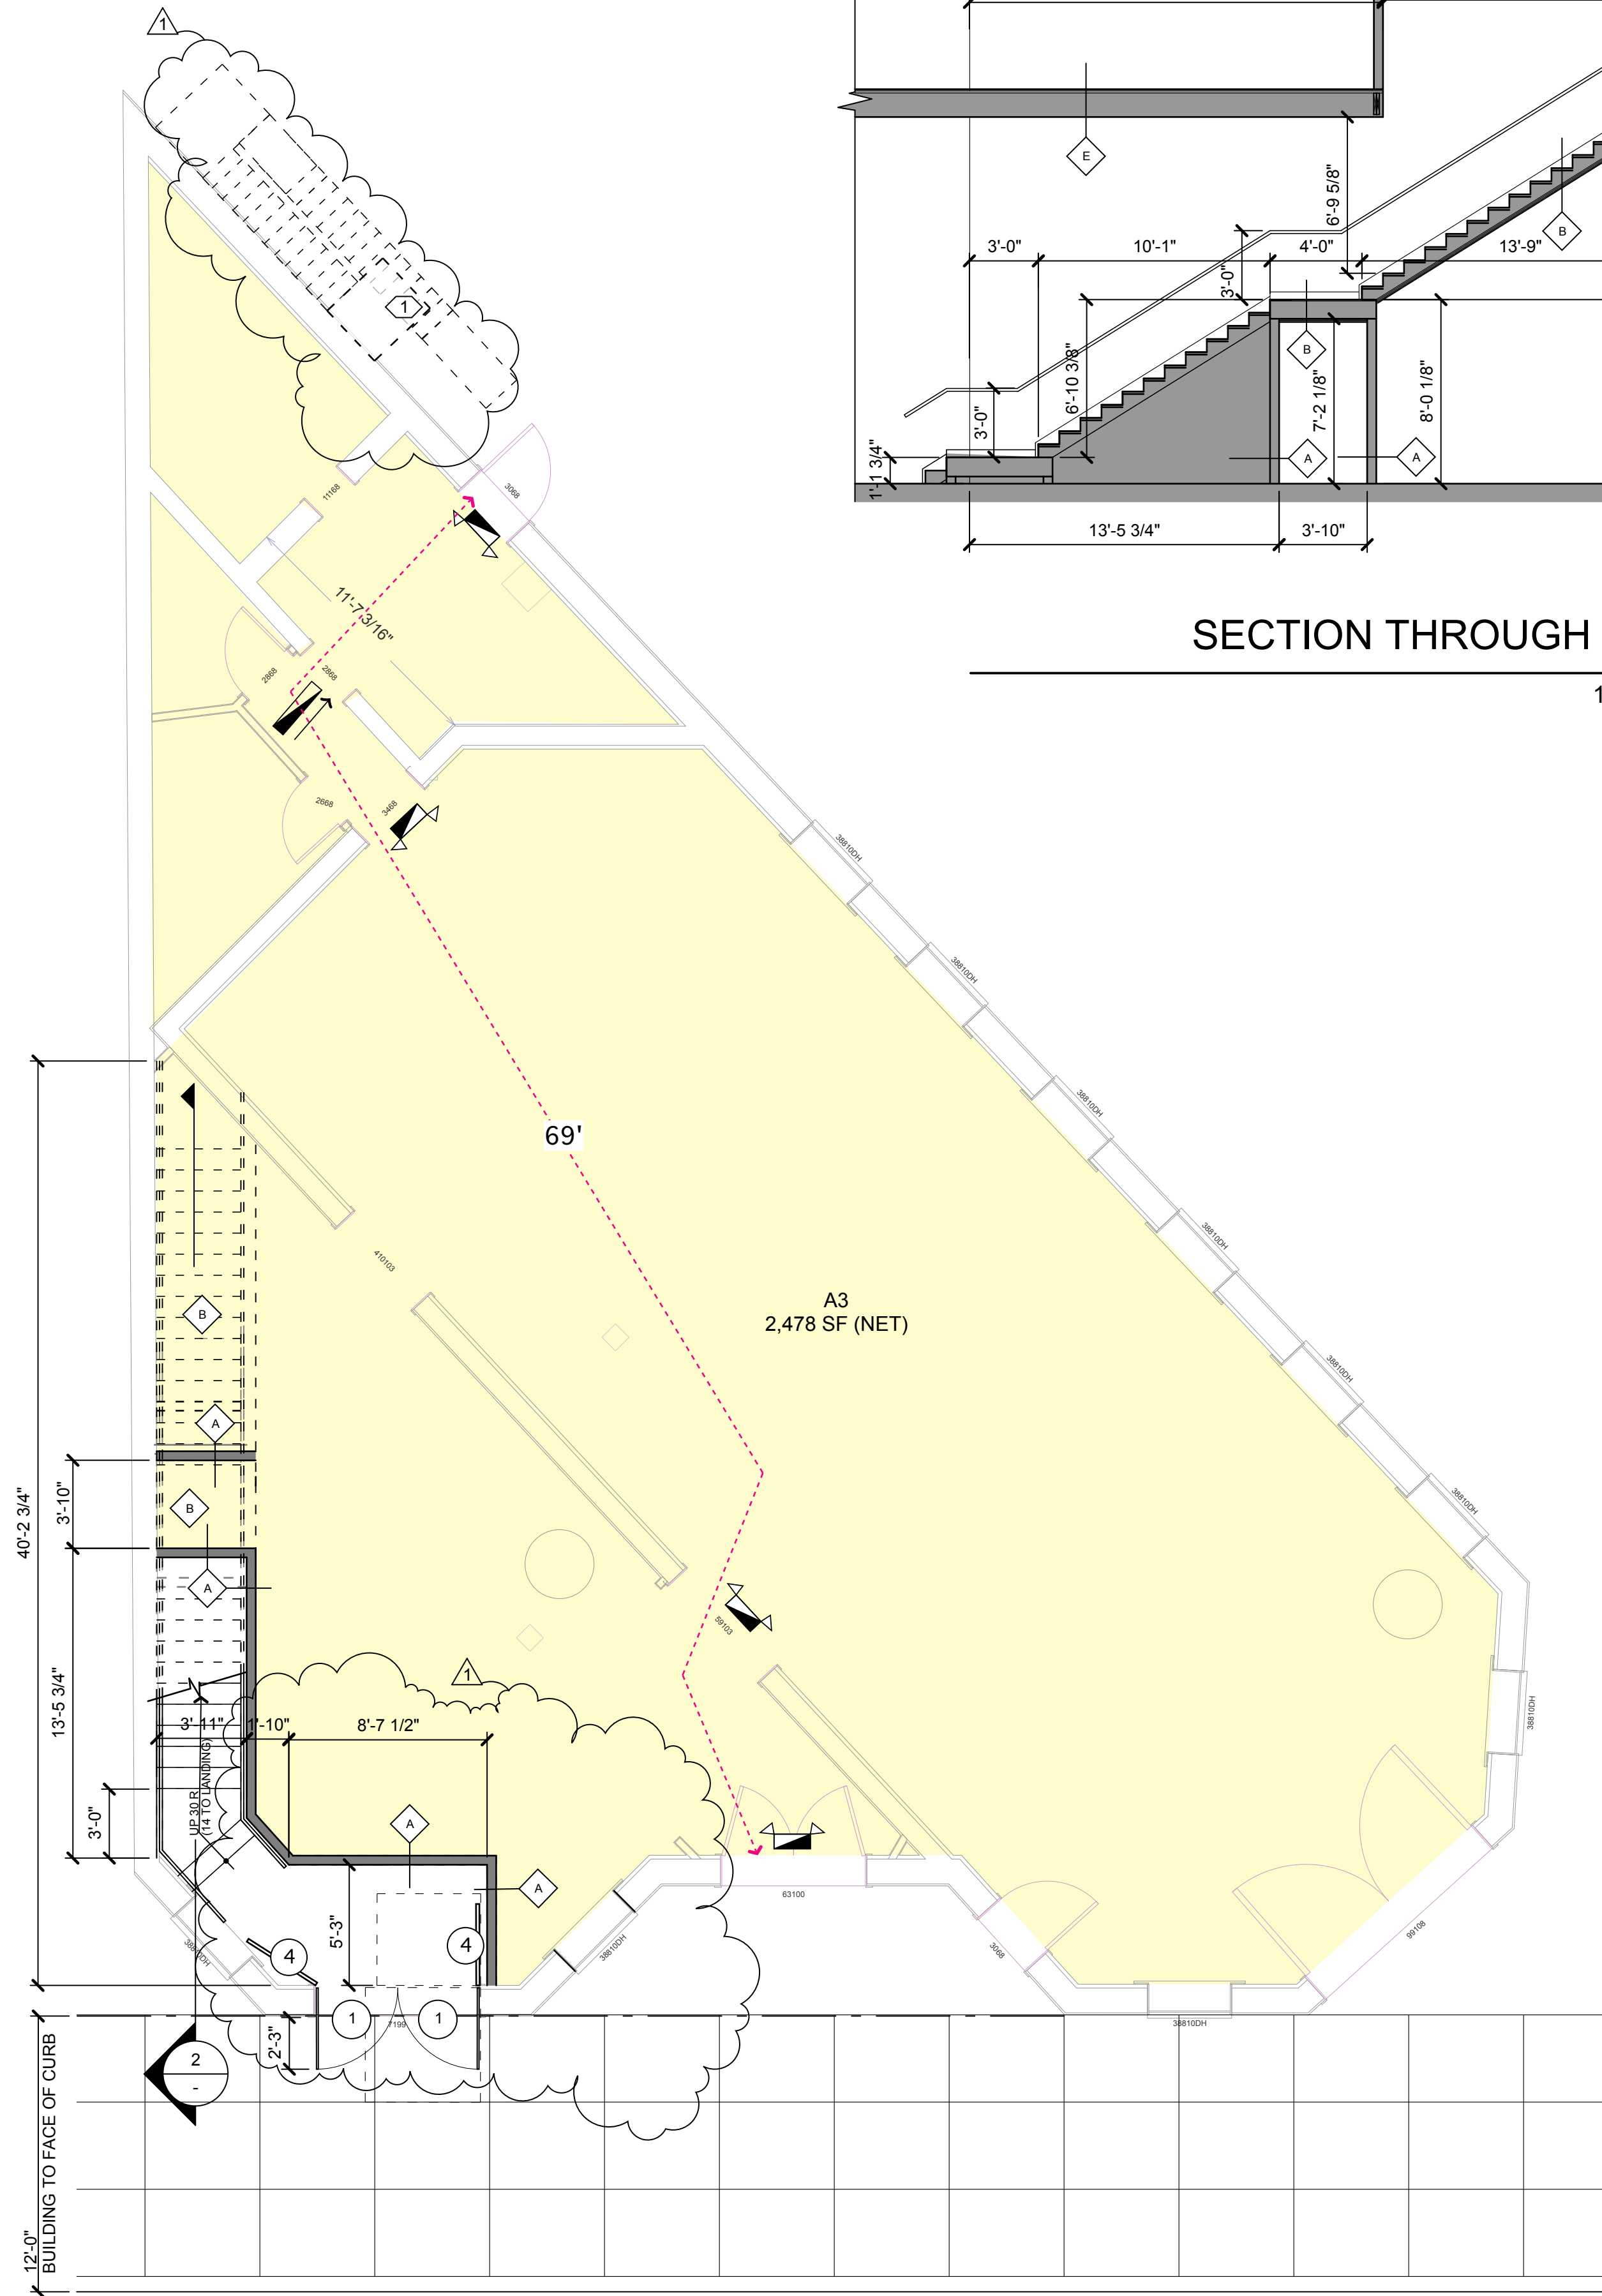 1
E
6'-9 5/8"
B
3'-0"
10'-1"
4'-0"
13'-9"
3'-0"
1
B
6'-10 3/8"
7'-2 1/8"
8'-0 1/8"
3'-0"
A
A
1'-1 3/4"
11168
3068
13'-5 3/4"
3'-10"
11'-7 3/16"
SECTION THROUGH
1
2868
2868
2668
3468
38810DH
38810DH
38810DH
69'
38810DH
410103
A3
2,478 SF (NET)
B
38810DH
A
38810DH
40'-2 3/4"
3'-10"
B
A
59103
13'-5 3/4"
1
3'-11"
1'-10"
8'-7 1/2"
38810DH
UP 30 R
(14 TO LANDING)
3'-0"
A
A
63100
5'-3"
4
4
38810DH
38810DH
3068
99108
1
1
7199
2'-3"
38810DH
2
-
12'-0"
BUILDING TO FACE OF CURB